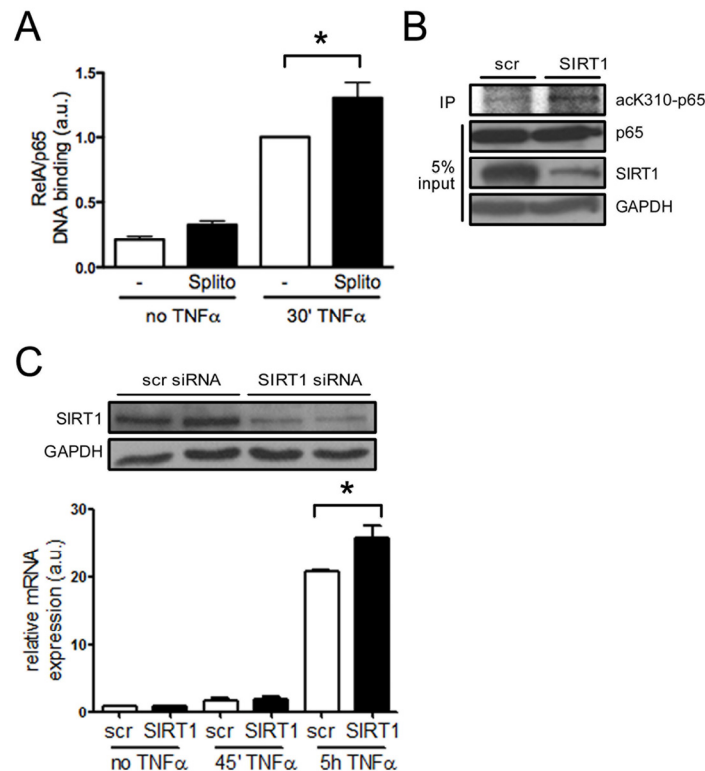 A
*
RelA/p65
DNA binding (a.u.)
1.5
1.0
0.5
0.0
- Splito - Splito
no TNFα 30' TNFα
B
scr SIRT1
IP acK310-p65
p65
5%
input
SIRT1
GAPDH
C
scr siRNA SIRT1 siRNA
SIRT1
GAPDH
*
relative mRNA
expression (a.u.)
30
20
10
0
scr SIRT1 scr SIRT1 scr SIRT1
no TNFα 45' TNFα 5h TNFα